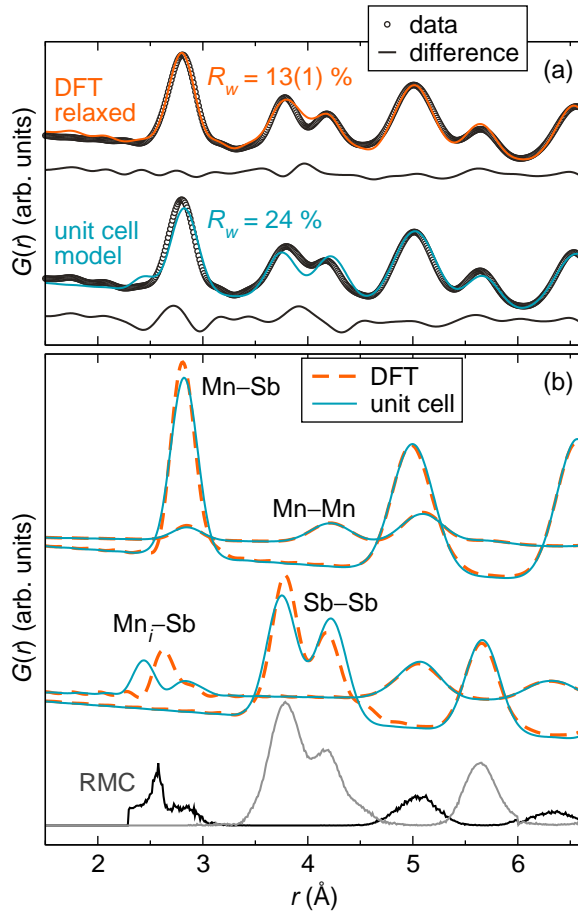 data
difference
(a)
DFT
relaxed
R_w = 13(1) %
unit cell
model
R_w = 24 %
G(r) (arb. units)
(b)
DFT
unit cell
Mn–Sb
Mn–Mn
Mn_i–Sb
Sb–Sb
RMC
G(r) (arb. units)
2 3 4 5 6
r (Å)